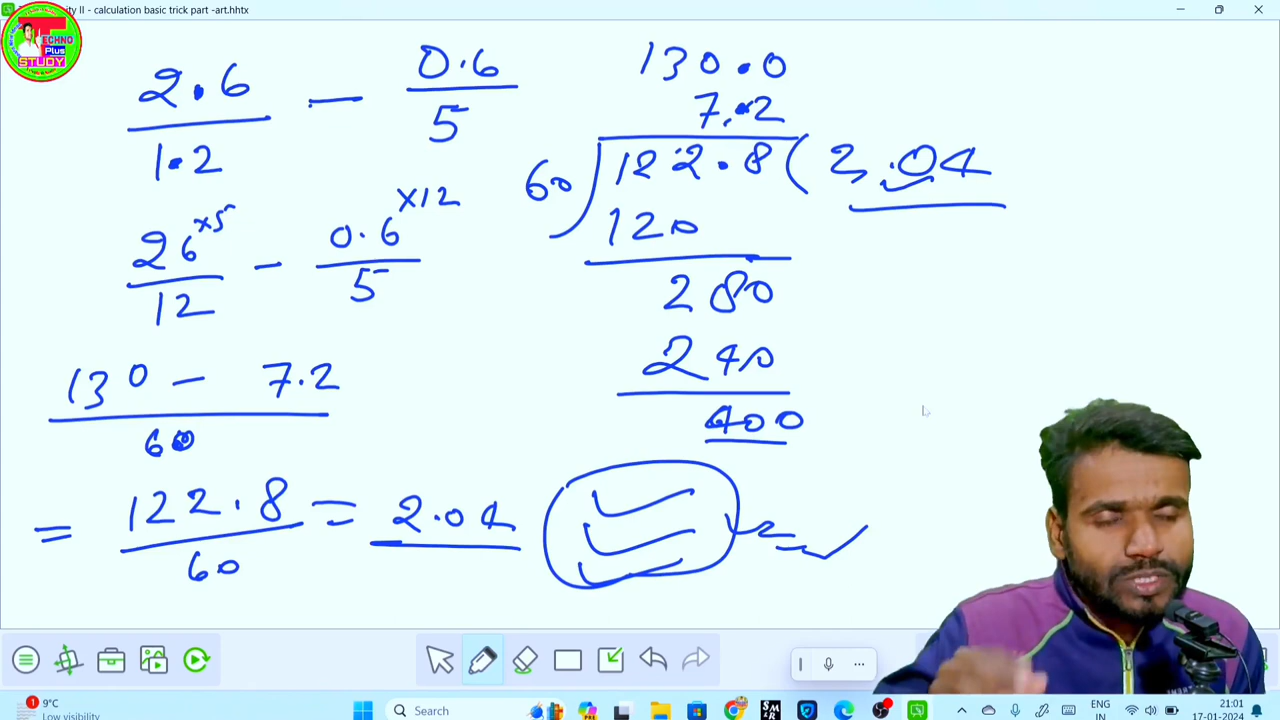 ity II - calculation basic trick part -art.hhtx
TECHNO
Plus
STUDY
2.6 — 0.6
1.2 5
26 ×5 - 0.6 ×12
12 5
130 - 7.2
60
= 122.8 = 2.04
60
130.0
7.2
60 122.8 ( 2.04
120
280
240
400
1
9°C
Low visibility
Search
ENG
IN
21:01
17-01-2024